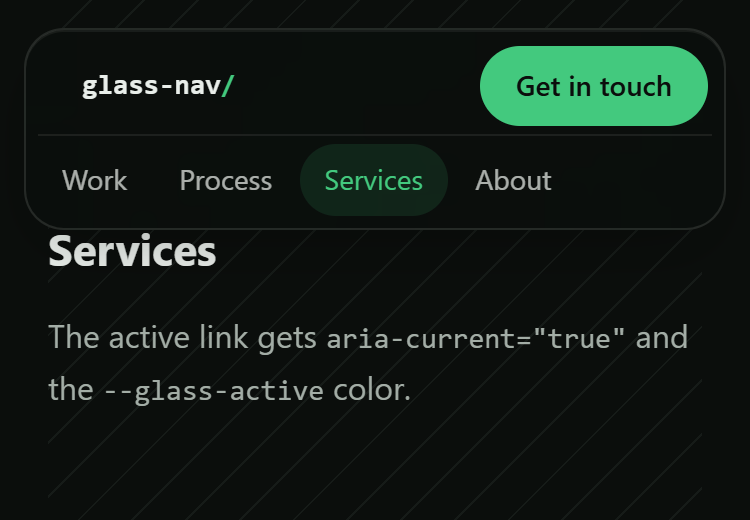 glass-nav/
Get in touch
Work Process Services About
Services
The active link gets aria-current="true" and
the --glass-active color.